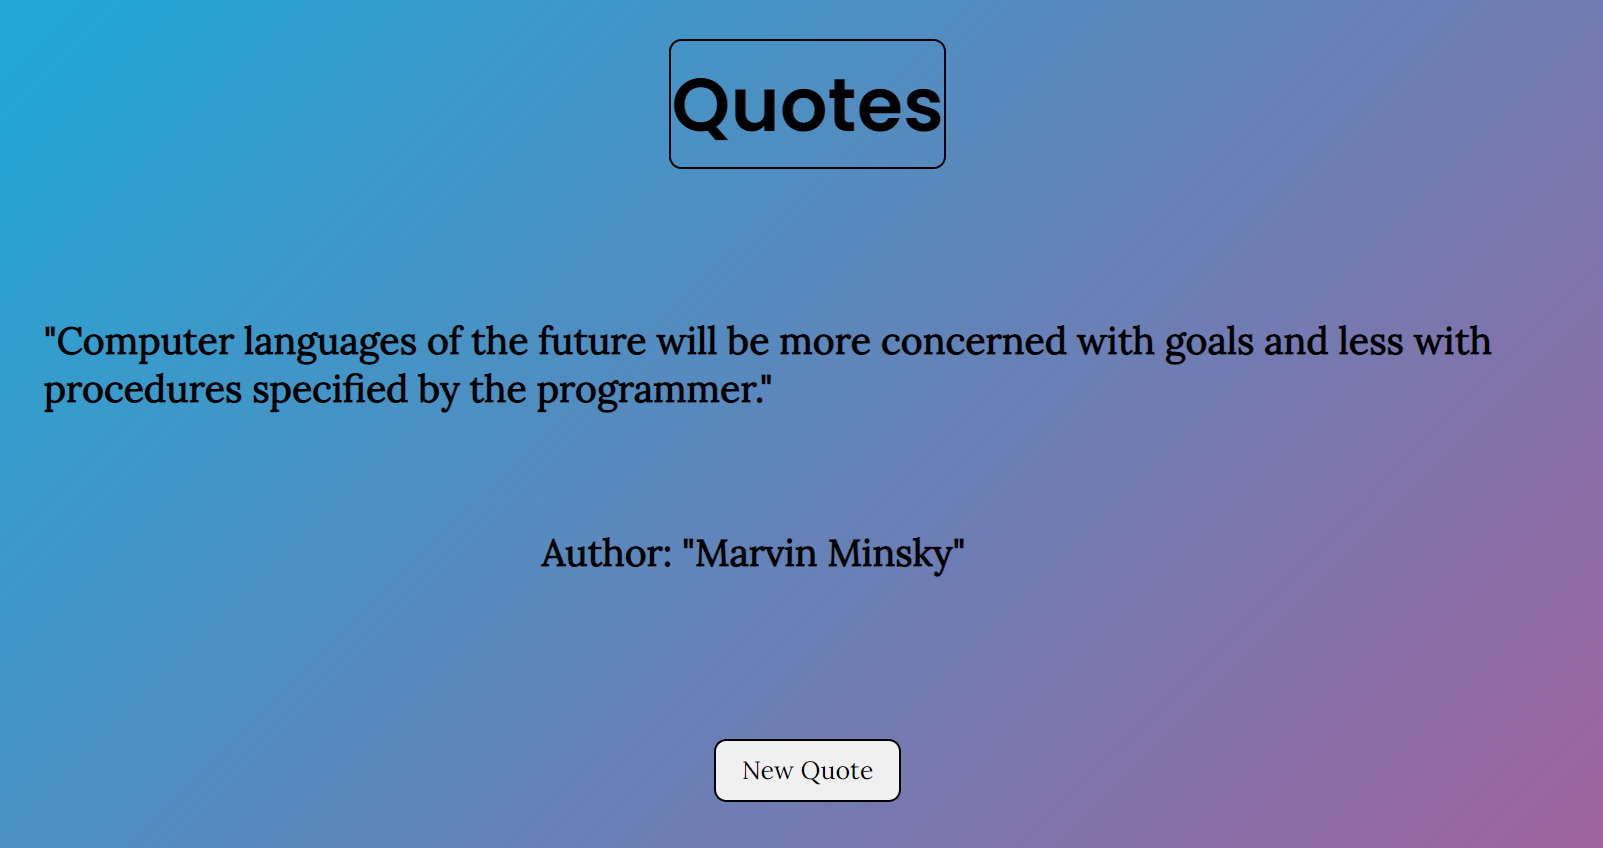 Quotes
"Computer languages of the future will be more concerned with goals and less with
procedures specified by the programmer."
Author: "Marvin Minsky"
New Quote